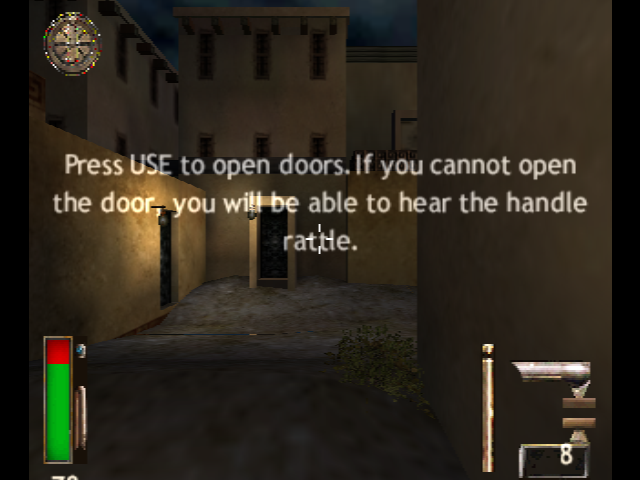 Press USE to open doors. If you cannot open
the door, you will be able to hear the handle
rattle.
8